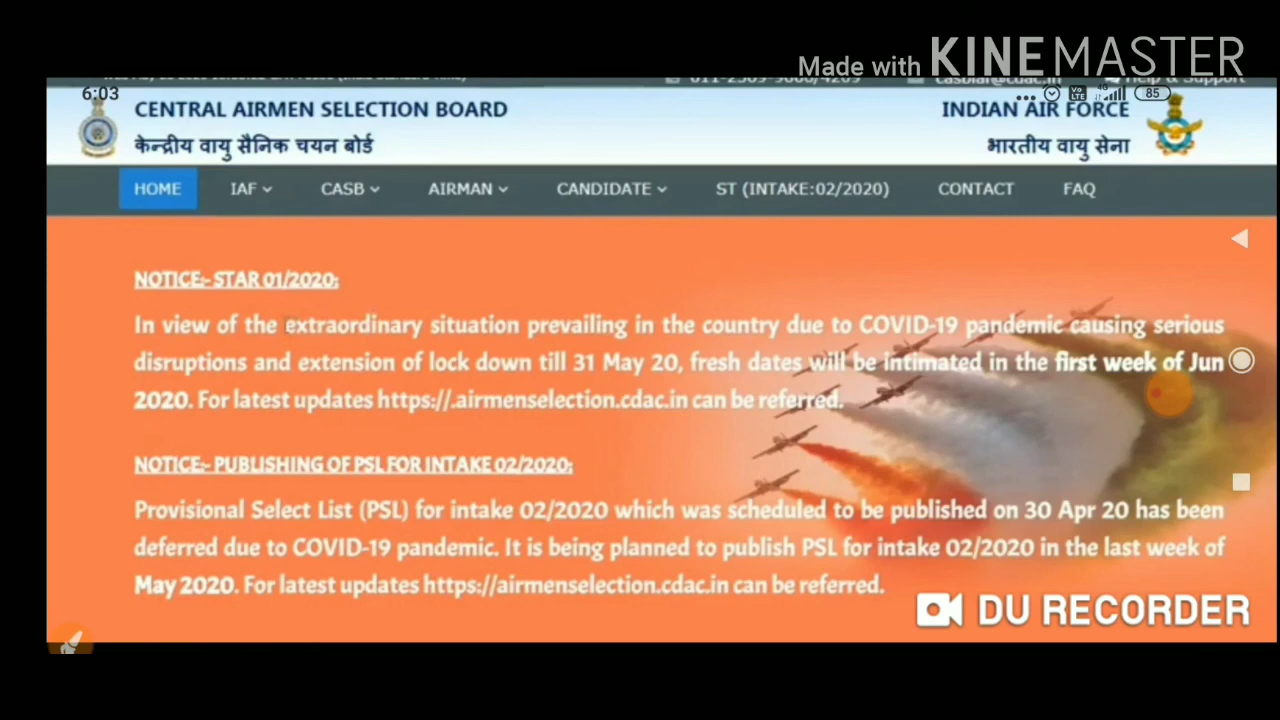 Made with KINEMASTER
6:03
85
CENTRAL AIRMEN SELECTION BOARD
INDIAN AIR FORCE
केन्द्रीय वायु सैनिक चयन बोर्ड
भारतीय वायु सेना
HOME IAF CASB AIRMAN CANDIDATE ST (INTAKE:02/2020) CONTACT FAQ
NOTICE:- STAR 01/2020:
In view of the extraordinary situation prevailing in the country due to COVID-19 pandemic causing serious
disruptions and extension of lock down till 31 May 20, fresh dates will be intimated in the first week of Jun
2020. For latest updates https://.airmenselection.cdac.in can be referred.
NOTICE:- PUBLISHING OF PSL FOR INTAKE 02/2020:
Provisional Select List (PSL) for intake 02/2020 which was scheduled to be published on 30 Apr 20 has been
deferred due to COVID-19 pandemic. It is being planned to publish PSL for intake 02/2020 in the last week of
May 2020. For latest updates https://airmenselection.cdac.in can be referred.
DU RECORDER